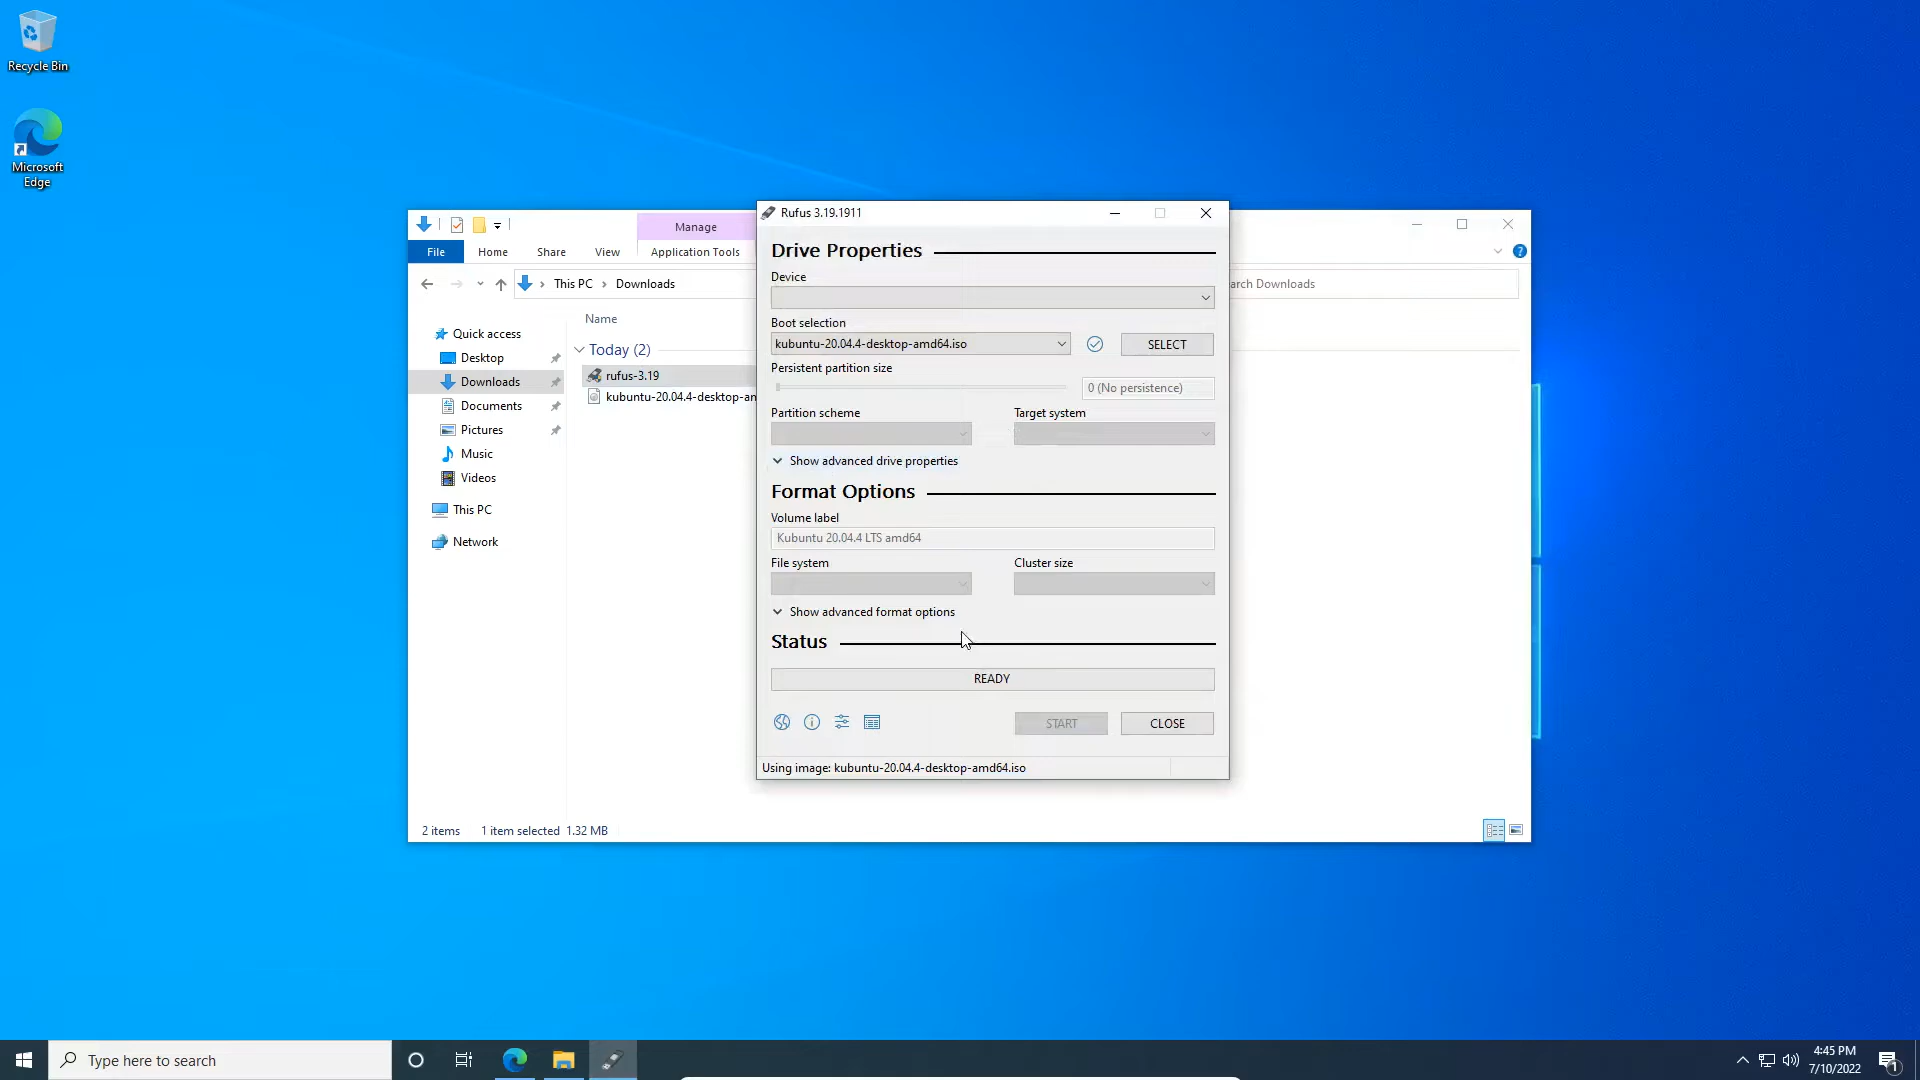 Recycle Bin
Microsoft
Edge
Manage
File
Home
Share
View
Application Tools
This PC
Downloads
arch Downloads
Quick access
Desktop
Downloads
Documents
Pictures
Music
Videos
This PC
Network
Name
Today (2)
rufus-3.19
kubuntu-20.04.4-desktop-am
2 items
1 item selected 1.32 MB
Rufus 3.19.1911
Drive Properties
Device
Boot selection
kubuntu-20.04.4-desktop-amd64.iso
SELECT
Persistent partition size
0 (No persistence)
Partition scheme
Target system
Show advanced drive properties
Format Options
Volume label
Kubuntu 20.04.4 LTS amd64
File system
Cluster size
Show advanced format options
Status
READY
START
CLOSE
Using image: kubuntu-20.04.4-desktop-amd64.iso
Type here to search
4:45 PM
7/10/2022
1